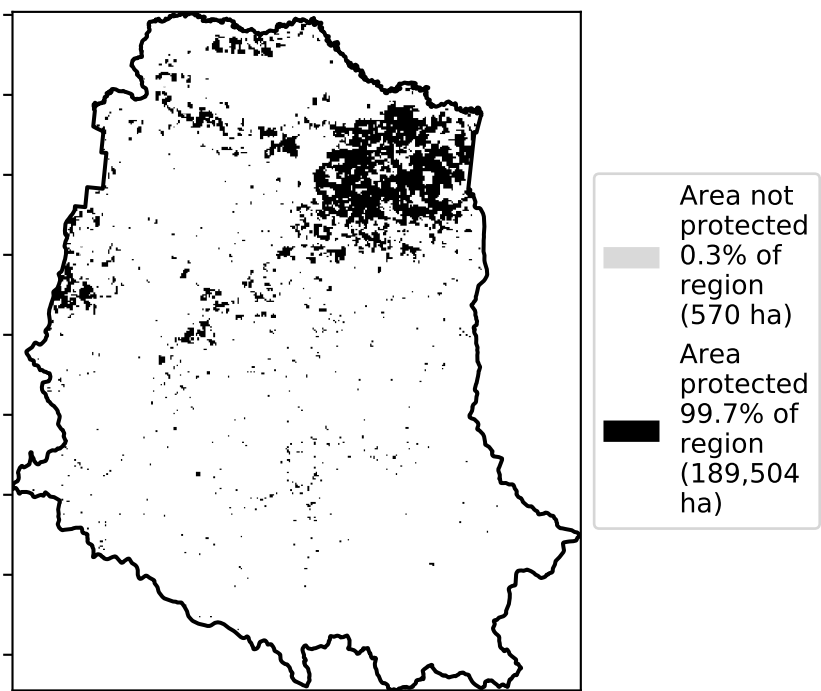 Area not
protected
0.3% of
region
(570 ha)
Area
protected
99.7% of
region
(189,504
ha)